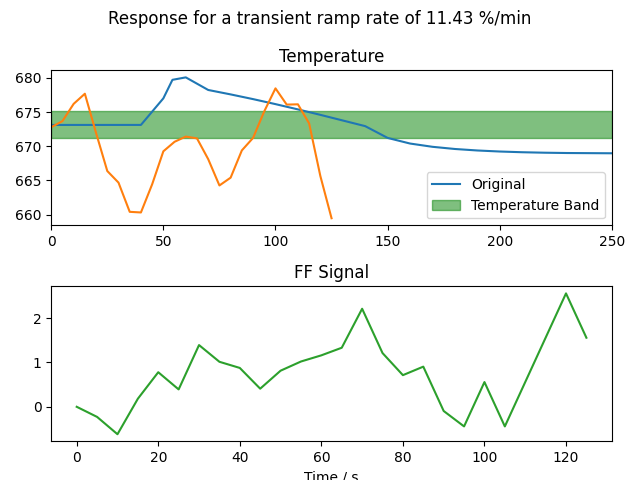 Response for a transient ramp rate of 11.43 %/min
Temperature
680
675
670
665
660
Original
Temperature Band
0 50 100 150 200 250
FF Signal
2
1
0
0 20 40 60 80 100 120
Time / s